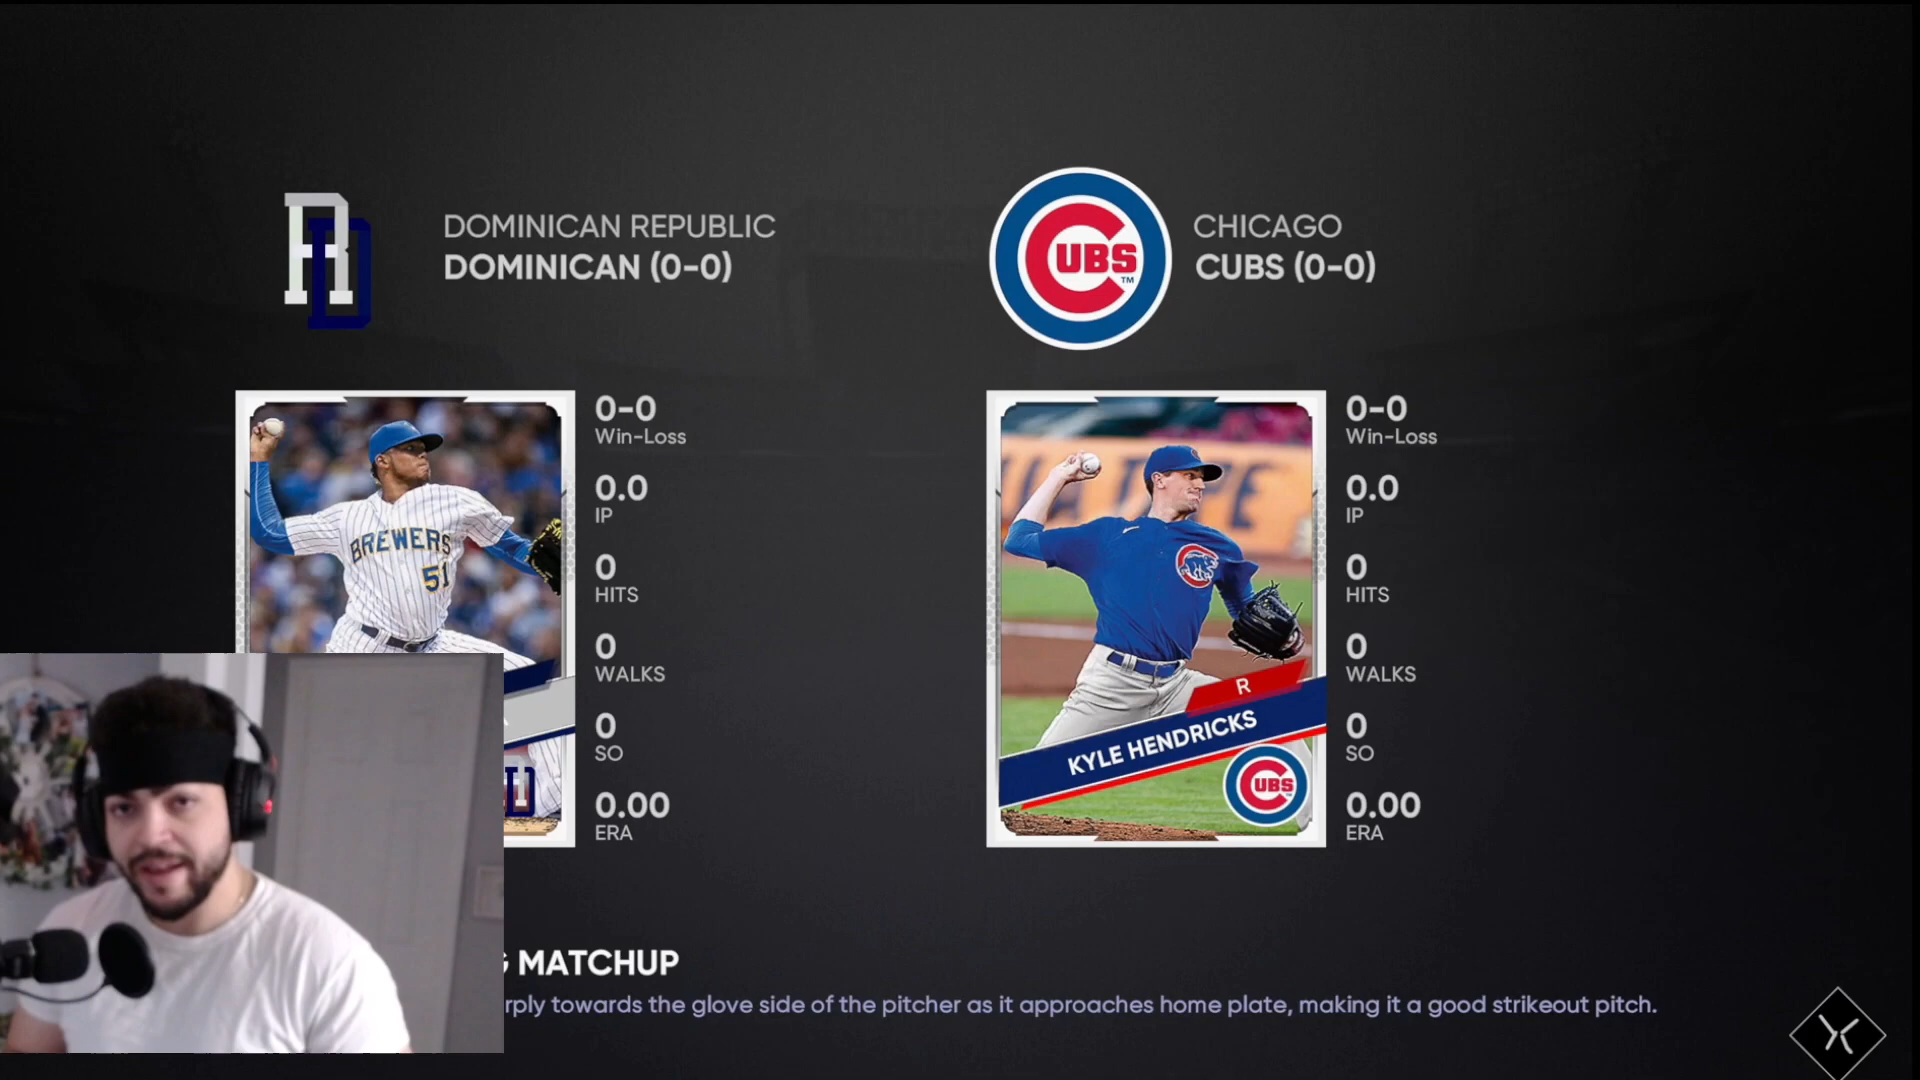 DOMINICAN REPUBLIC
DOMINICAN (0-0)
CHICAGO
CUBS (0-0)
CUBS
TM
BREWERS
51
0-0
Win-Loss
0.0
IP
0
HITS
0
WALKS
0
SO
0.00
ERA
R
KYLE HENDRICKS
CUBS
0-0
Win-Loss
0.0
IP
0
HITS
0
WALKS
0
SO
0.00
ERA
MATCHUP
towards the glove side of the pitcher as it approaches home plate, making it a good strikeout pitch.